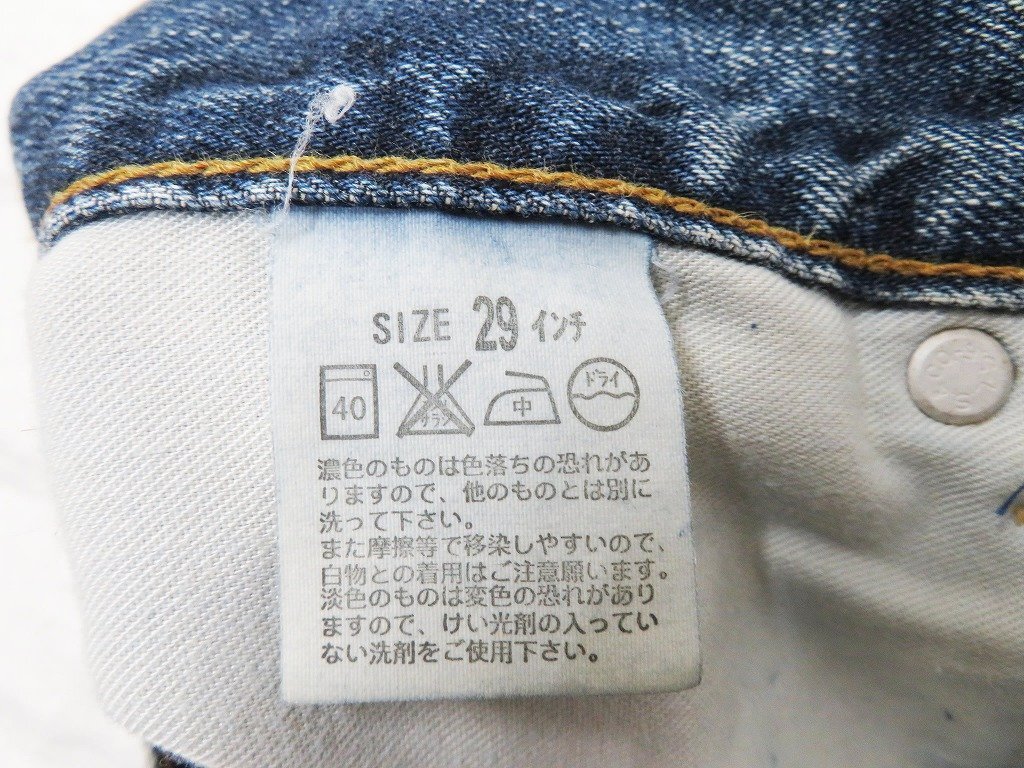 SIZE 29 インチ
40 サラシ 中 ドライ
濃色のものは色落ちの恐れがあ
りますので、他のものとは別に
洗って下さい。
また摩擦等で移染しやすいので、
白物との着用はご注意願います。
淡色のものは変色の恐れがあり
ますので、けい光剤の入ってい
ない洗剤をご使用下さい。